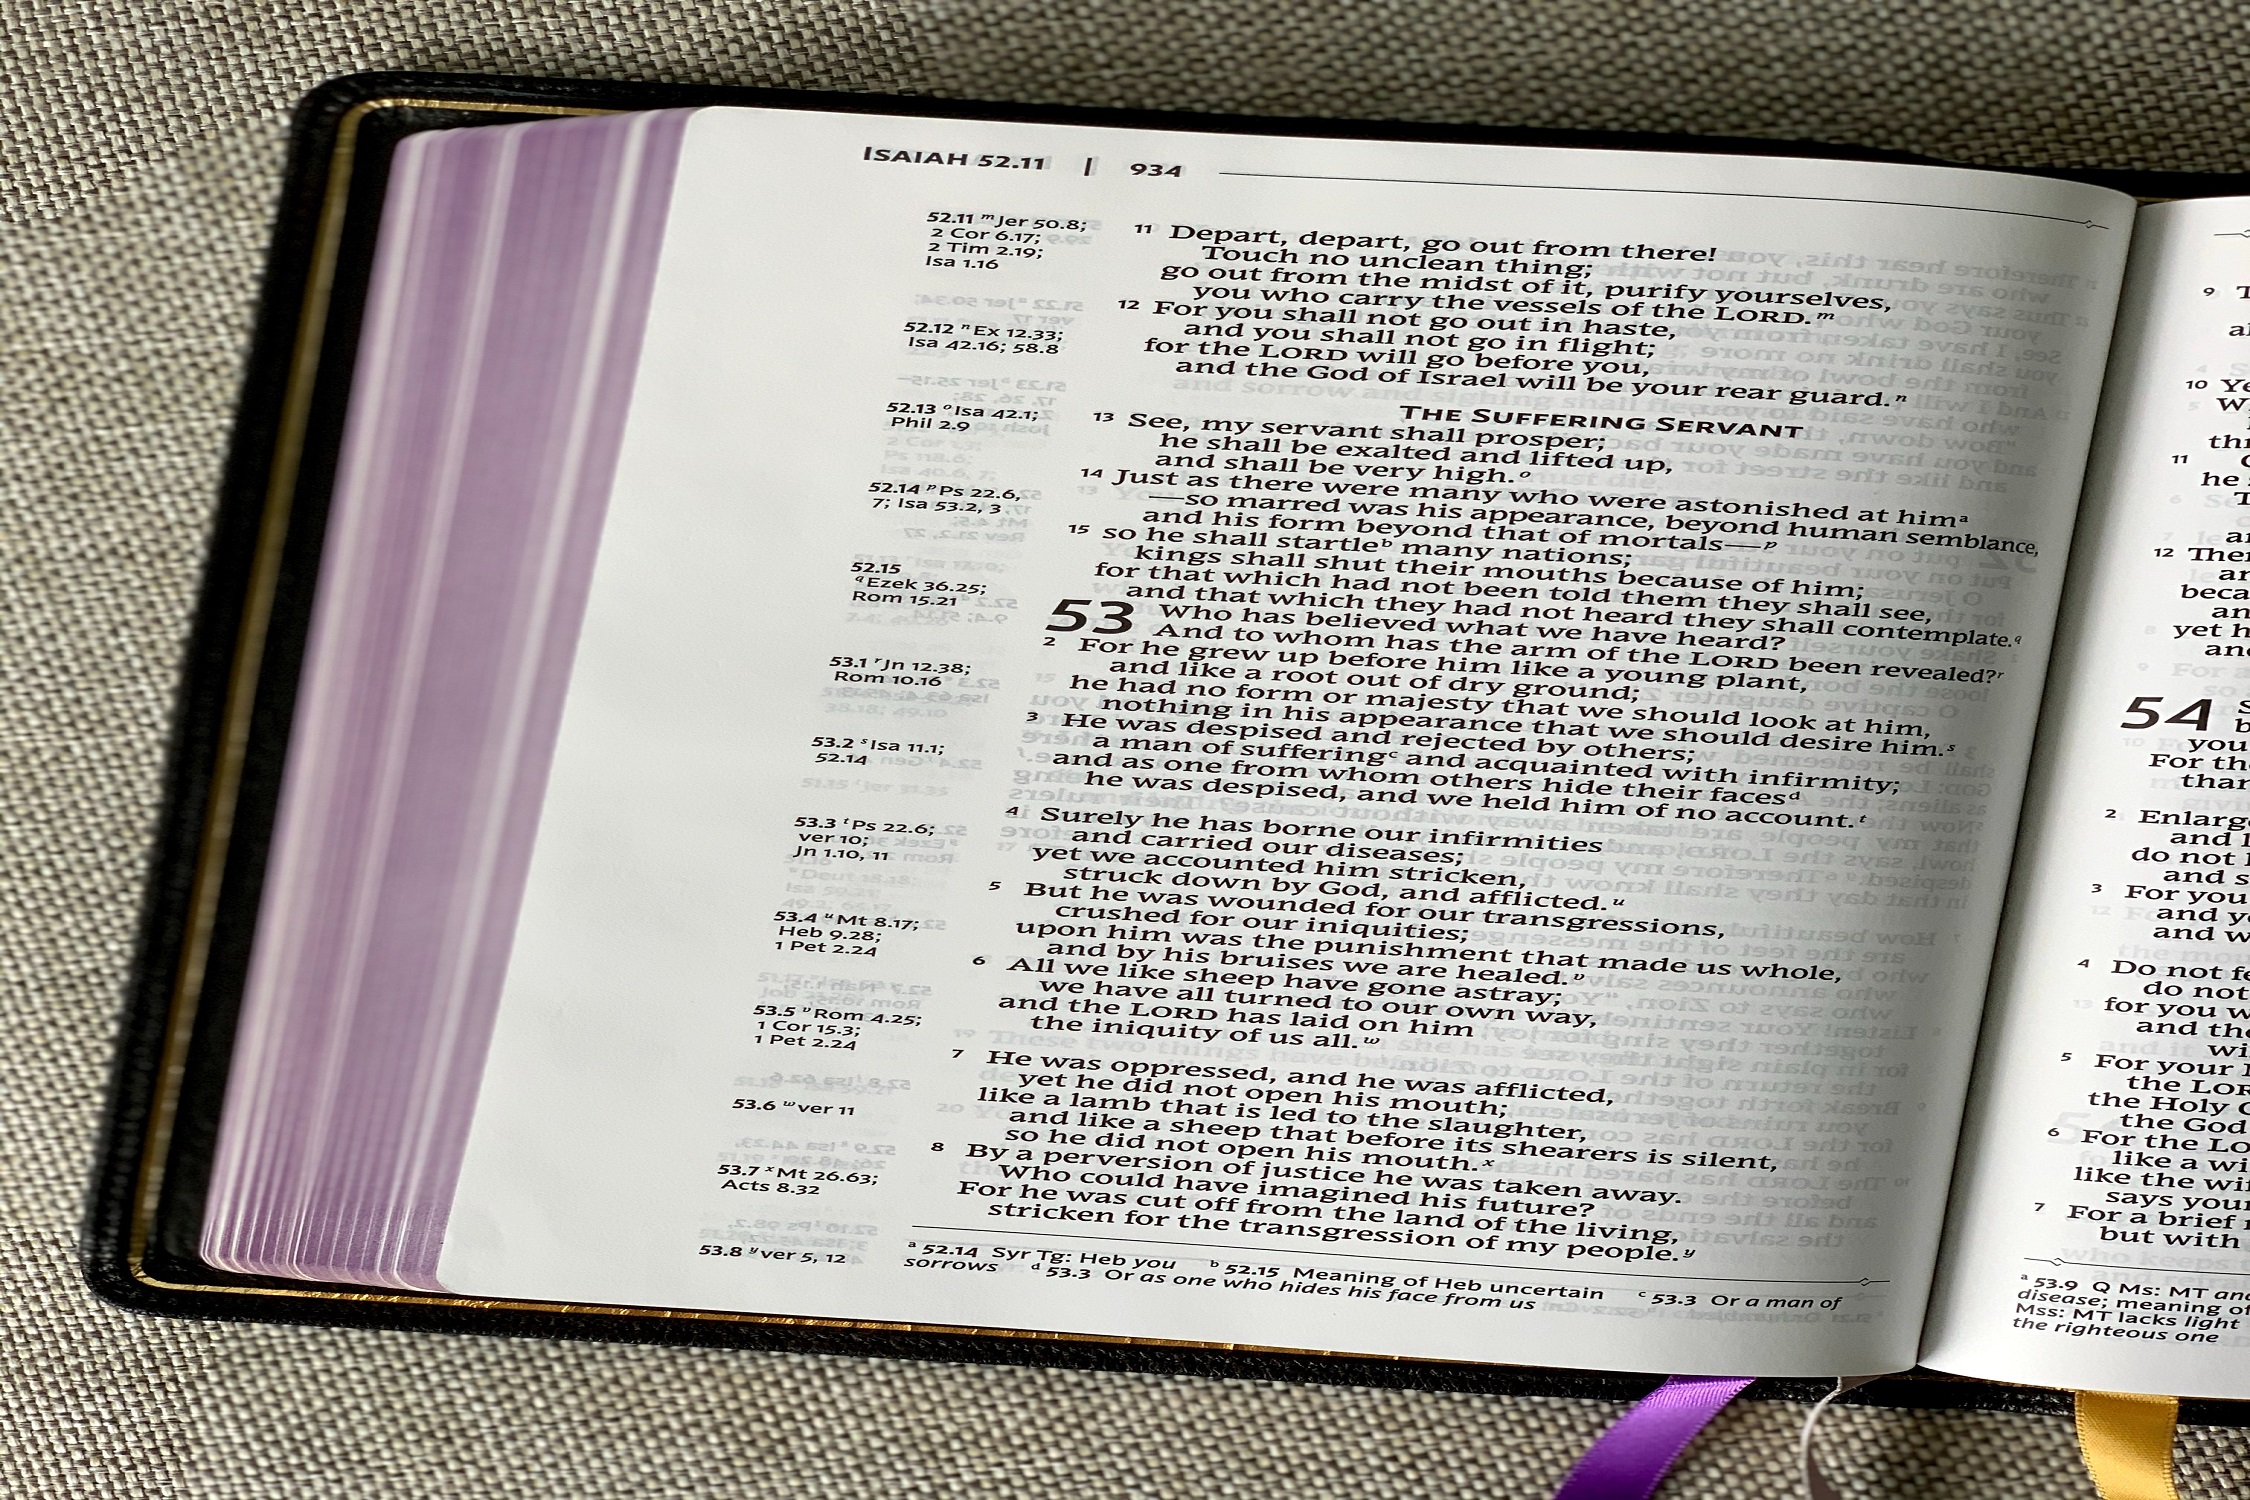 ISAIAH 52.11 | 934
52.11 m Jer 50.8;
2 Cor 6.17;
2 Tim 2.19;
Isa 1.16
52.12 n Ex 12.33;
Isa 42.16; 58.8
52.13 o Isa 42.1;
Phil 2.9
52.14 p Ps 22.6,
7; Isa 53.2, 3
52.15
q Ezek 36.25;
Rom 15.21
53.1 r Jn 12.38;
Rom 10.16
53.2 s Isa 11.1;
52.14
53.3 t Ps 22.6;
ver 10;
Jn 1.10, 11
53.4 u Mt 8.17;
Heb 9.28;
1 Pet 2.24
53.5 v Rom 4.25;
1 Cor 15.3;
1 Pet 2.24
53.6 w ver 11
53.7 x Mt 26.63;
Acts 8.32
53.8 y ver 5, 12
11 Depart, depart, go out from there!
Touch no unclean thing;
go out from the midst of it, purify yourselves,
you who carry the vessels of the LORD. m
12 For you shall not go out in haste,
and you shall not go in flight;
for the LORD will go before you,
and the God of Israel will be your rear guard. n
THE SUFFERING SERVANT
13 See, my servant shall prosper;
he shall be exalted and lifted up,
and shall be very high. o
14 Just as there were many who were astonished at him a
—so marred was his appearance, beyond human semblance,
and his form beyond that of mortals— p
15 so he shall startle b many nations;
kings shall shut their mouths because of him;
for that which had not been told them they shall see,
and that which they had not heard they shall contemplate. q
53 Who has believed what we have heard?
And to whom has the arm of the LORD been revealed? r
2 For he grew up before him like a young plant,
and like a root out of dry ground;
he had no form or majesty that we should look at him,
nothing in his appearance that we should desire him. s
3 He was despised and rejected by others;
a man of suffering c and acquainted with infirmity;
and as one from whom others hide their faces d
he was despised, and we held him of no account. t
4 Surely he has borne our infirmities
and carried our diseases;
yet we accounted him stricken,
struck down by God, and afflicted. u
5 But he was wounded for our transgressions,
crushed for our iniquities;
upon him was the punishment that made us whole,
and by his bruises we are healed. v
6 All we like sheep have gone astray;
we have all turned to our own way,
and the LORD has laid on him
the iniquity of us all. w
7 He was oppressed, and he was afflicted,
yet he did not open his mouth;
like a lamb that is led to the slaughter,
and like a sheep that before its shearers is silent,
so he did not open his mouth. x
8 By a perversion of justice he was taken away.
Who could have imagined his future?
For he was cut off from the land of the living,
stricken for the transgression of my people. y
a 52.14 Syr Tg: Heb you b 52.15 Meaning of Heb uncertain c 53.3 Or a man of
sorrows d 53.3 Or as one who hides his face from us
9
10
11
he
12
yet
54
you
For
2 Enlarge
and
do not
and
3 For you
and
and
4 Do not
do not
for you
and
5 For your
the
the Holy
the God
6 For the
like a
like the
says your
7 For a brief
but with
a 53.9 Q Ms: MT
disease; meaning of
Mss: MT lacks light
the righteous one